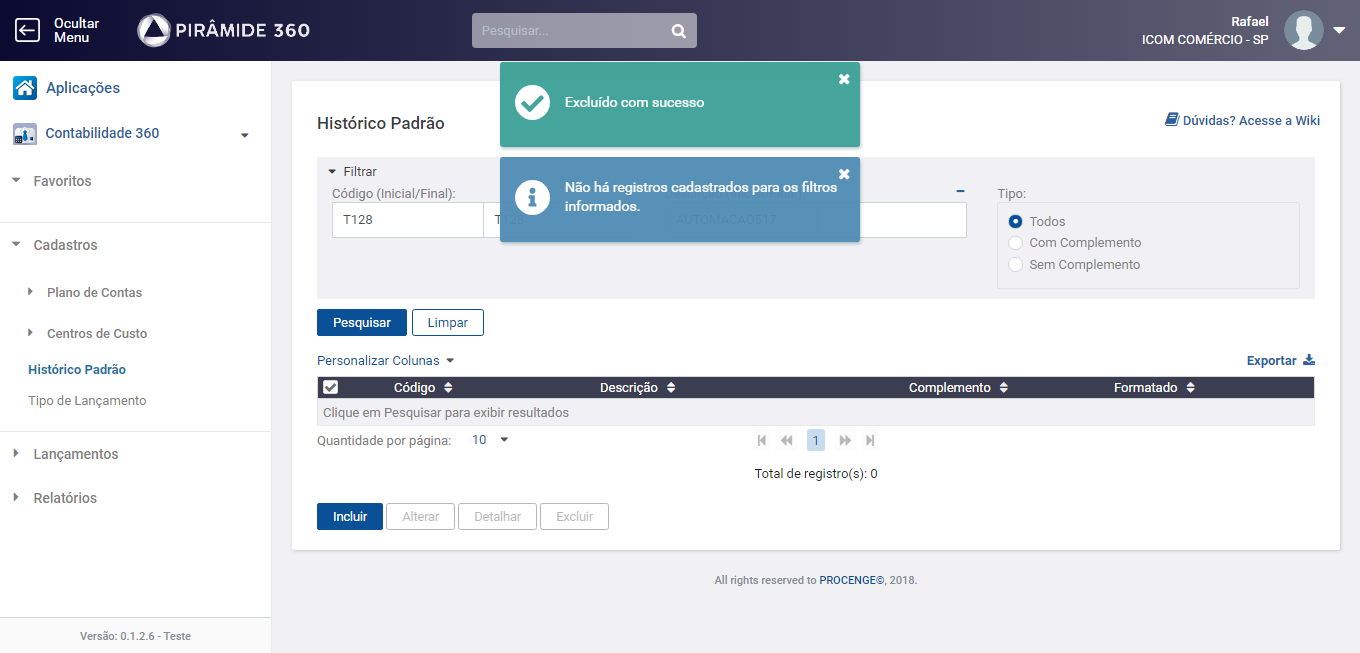 Ocultar
Menu
PIRÂMIDE 360
Pesquisar...
Rafael
ICOM COMÉRCIO - SP
Aplicações
Contabilidade 360
Favoritos
Cadastros
Plano de Contas
Centros de Custo
Histórico Padrão
Tipo de Lançamento
Lançamentos
Relatórios
Versão: 0.1.2.6 - Teste
Excluído com sucesso
Histórico Padrão
Dúvidas? Acesse a Wiki
Não há registros cadastrados para os filtros
informados.
Filtrar
Código (Inicial/Final):
T128
T128
AUTOMACAO517
Tipo:
Todos
Com Complemento
Sem Complemento
Pesquisar
Limpar
Personalizar Colunas
Exportar
Código
Descrição
Complemento
Formatado
Clique em Pesquisar para exibir resultados
Quantidade por página: 10
1
Total de registro(s): 0
Incluir
Alterar
Detalhar
Excluir
All rights reserved to PROCENGE©, 2018.